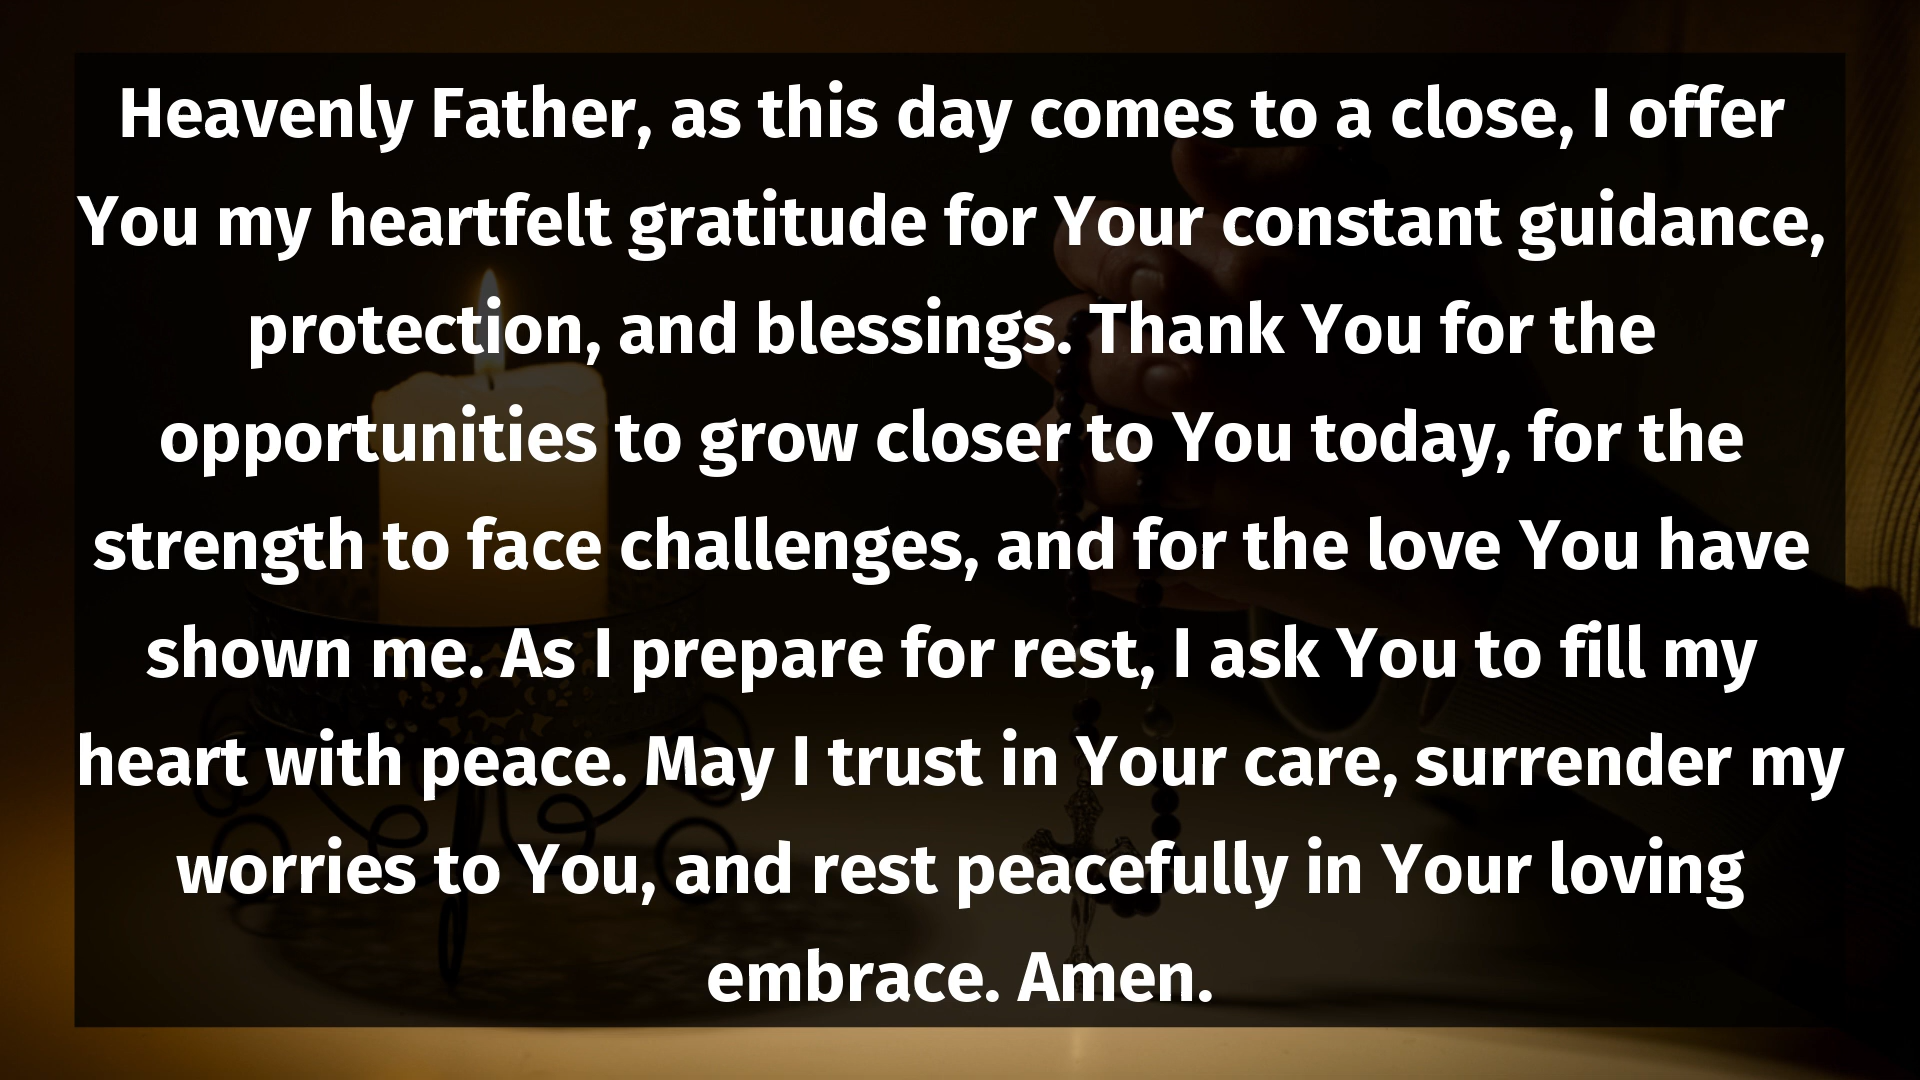 Heavenly Father, as this day comes to a close, I offer
You my heartfelt gratitude for Your constant guidance,
protection, and blessings. Thank You for the
opportunities to grow closer to You today, for the
strength to face challenges, and for the love You have
shown me. As I prepare for rest, I ask You to fill my
heart with peace. May I trust in Your care, surrender my
worries to You, and rest peacefully in Your loving
embrace. Amen.